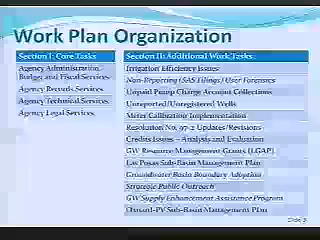 Work Plan Organization
Section I: Core Tasks
Agency Administration,
Budget and Fiscal Services
Agency Records Services
Agency Technical Services
Agency Legal Services
Section II: Additional Work Tasks
Irrigation Efficiency Issues
Non-Reporting (SAS Filings) User Forensics
Unpaid Pump Charge Account Collections
Unreported/Unregistered Wells
Meter Calibration Implementation
Resolution No. 97-2 Updates/Revisions
Credits Issues – Analysis and Evaluation
GW Resource Management Grants (LGAP)
Las Posas Sub-Basin Management Plan
Groundwater Basin Boundary Adoption
Strategic Public Outreach
GW Supply Enhancement Assistance Program
Oxnard-PV Sub-Basin Management Plan
Slide